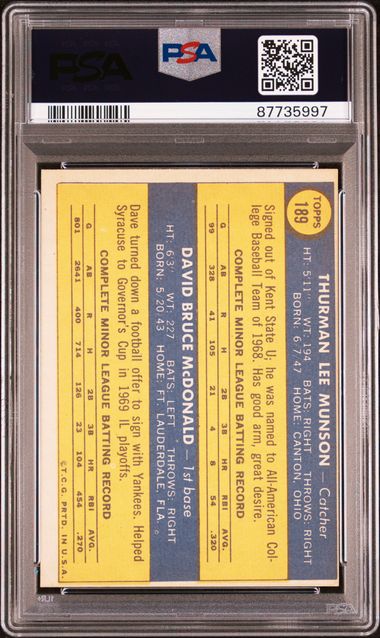 PSA
PSA
87735997
TOPPS
189
THURMAN LEE MUNSON — Catcher
HT: 5'11" WT: 194 BATS: RIGHT THROWS: RIGHT
BORN: 6.7.47 HOME: CANTON, OHIO
Signed out of Kent State U; he was named to All-American Col-
lege Baseball Team of 1968. Has good arm, great desire.
COMPLETE MINOR LEAGUE BATTING RECORD
G AB R H 2B 3B HR RBI AVG.
99 328 41 105 21 4 8 54 .320
DAVID BRUCE McDONALD — 1st base
HT: 6'3" WT: 227 BATS: LEFT THROWS: RIGHT
BORN: 5.20.43 HOME: FT. LAUDERDALE, FLA.
COMPLETE MINOR LEAGUE BATTING RECORD
G AB R H 2B 3B HR RBI AVG.
801 2641 400 714 126 23 104 454 .270
Dave turned down a football offer to sign with Yankees. Helped
Syracuse to Governor's Cup in 1969 IL playoffs.
©T.C.G. PRTD. IN U.S.A.
PSA